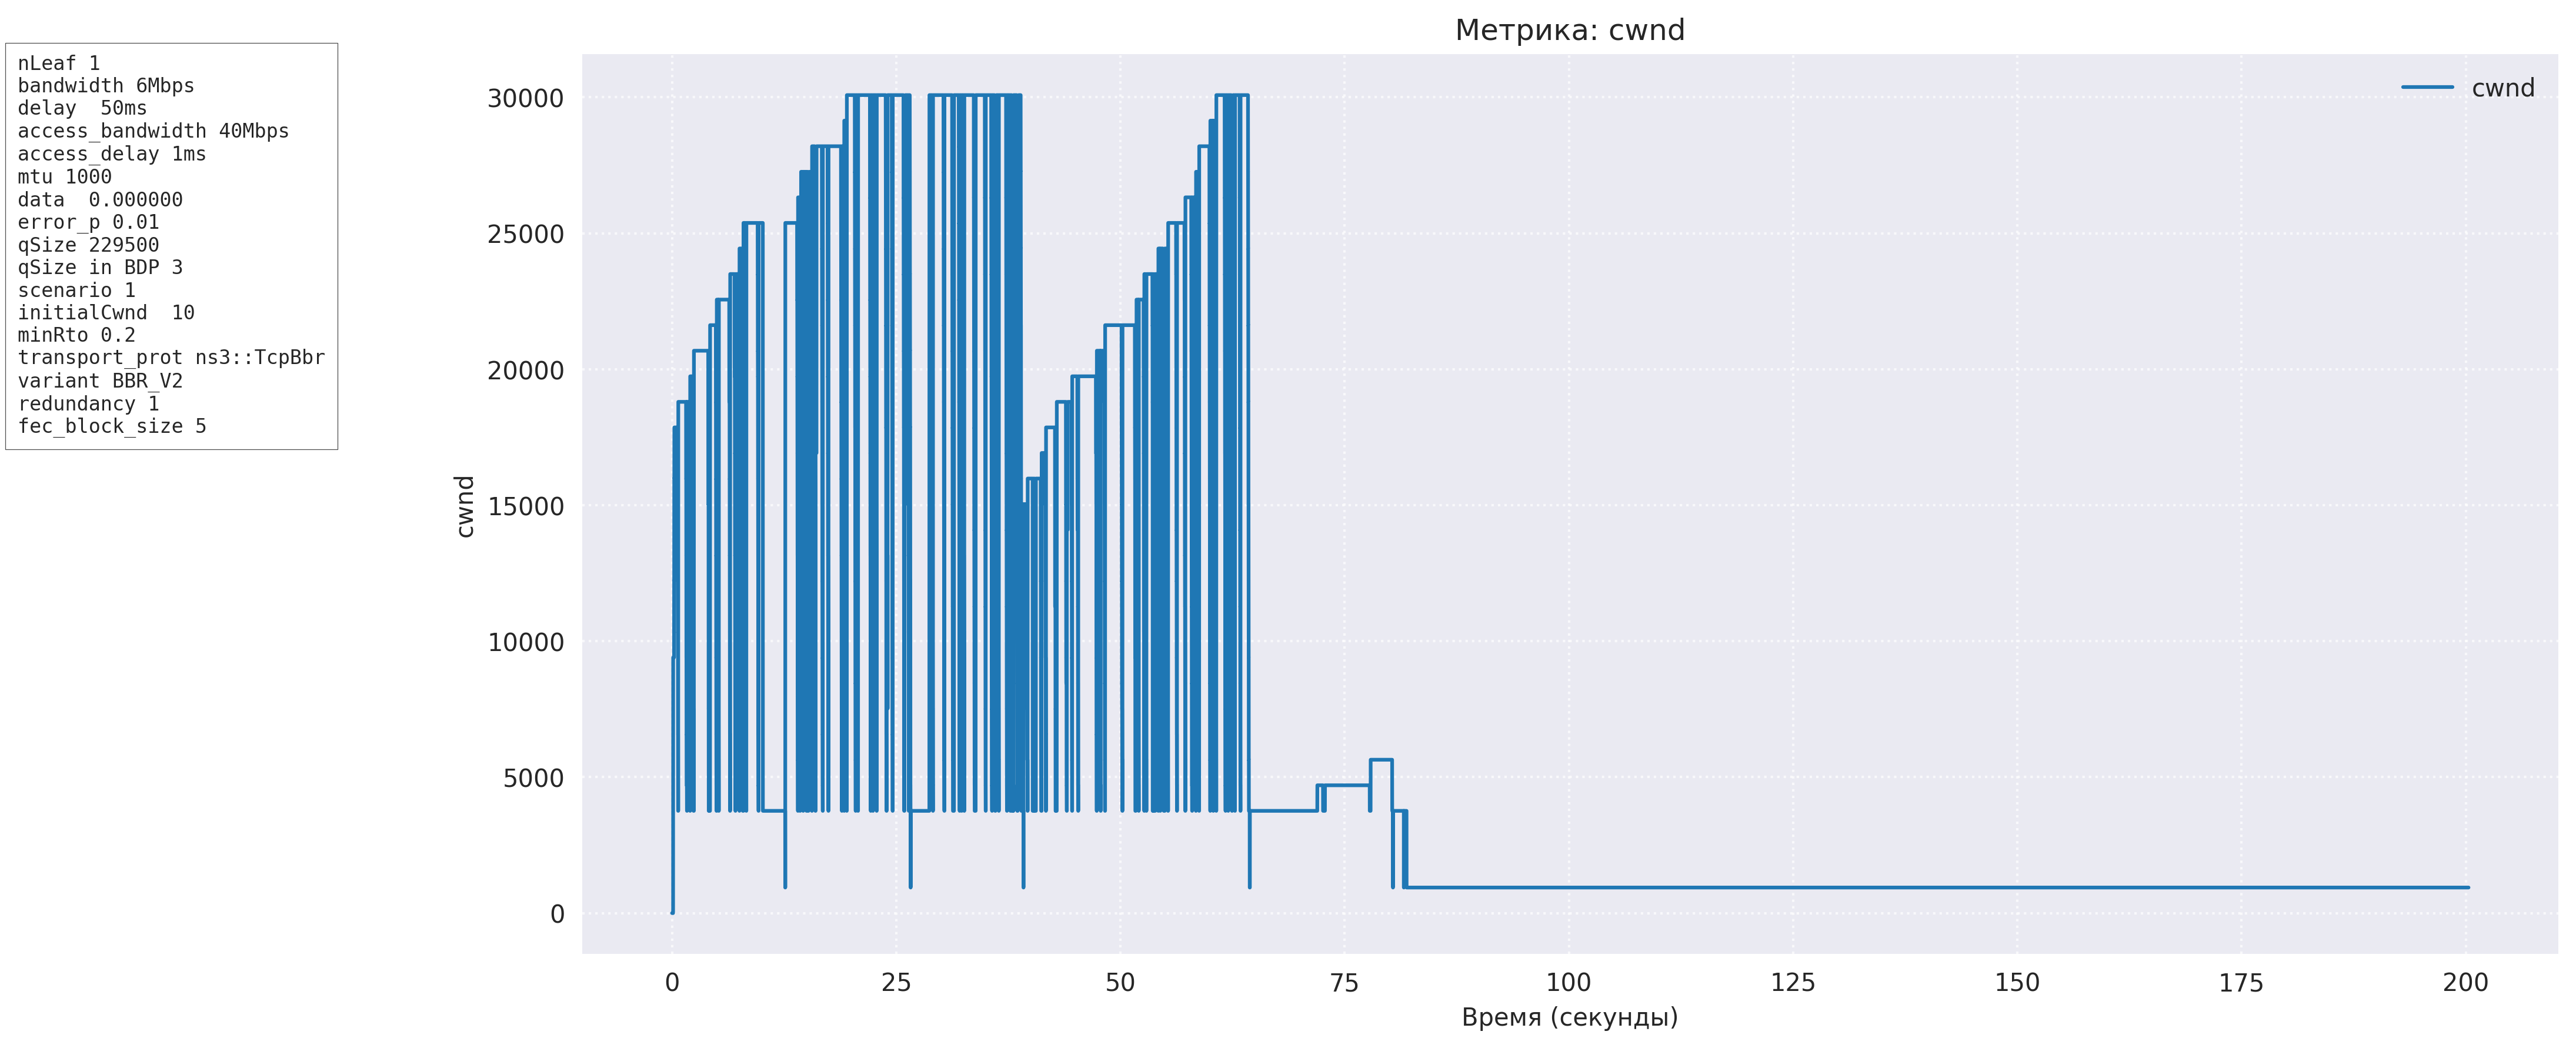 Метрика: cwnd
nLeaf 1
bandwidth 6Mbps
delay  50ms
access_bandwidth 40Mbps
access_delay 1ms
mtu 1000
data  0.000000
error_p 0.01
qSize 229500
qSize in BDP 3
scenario 1
initialCwnd  10
minRto 0.2
transport_prot ns3::TcpBbr
variant BBR_V2
redundancy 1
fec_block_size 5
cwnd
cwnd
30000
25000
20000
15000
10000
5000
0
0 25 50 75 100 125 150 175 200
Время (секунды)